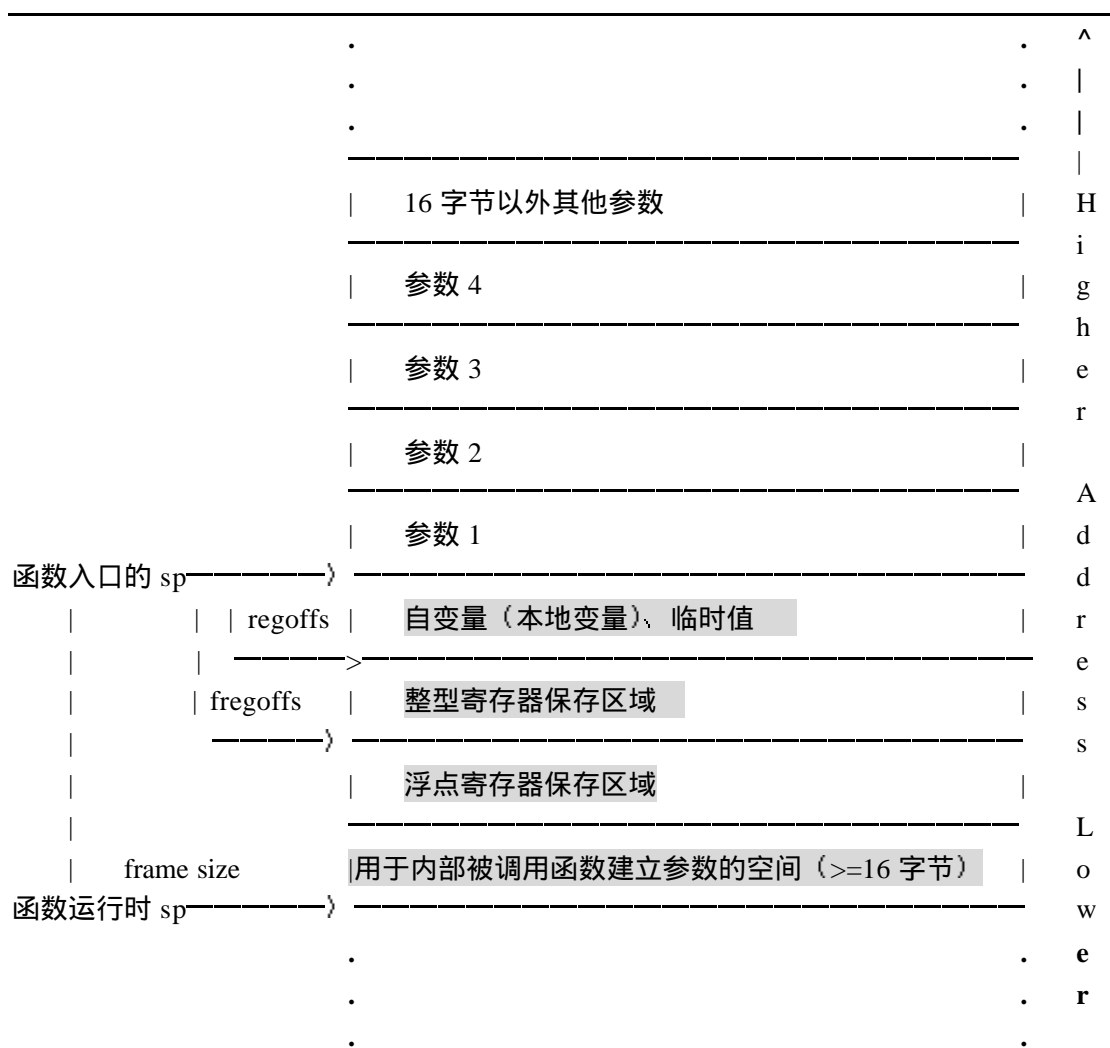 . . ^
. . |
. . |
———————————————————————— |
| 16 字节以外其他参数 | H
———————————————————————— i
| 参数 4 | g
———————————————————————— h
| 参数 3 | e
———————————————————————— r
| 参数 2 |
———————————————————————— A
| 参数 1 | d
函数入口的 sp—————〉 ———————————————————————— d
| | | regoffs | 自变量（本地变量）、临时值 | r
| | ————>———————————————————————— e
| | fregoffs | 整型寄存器保存区域 | s
| ————〉 ———————————————————————— s
| | 浮点寄存器保存区域 |
| ———————————————————————— L
| frame size |用于内部被调用函数建立参数的空间（>=16 字节） | o
函数运行时 sp—————〉 ———————————————————————— w
. . e
. . r
. .